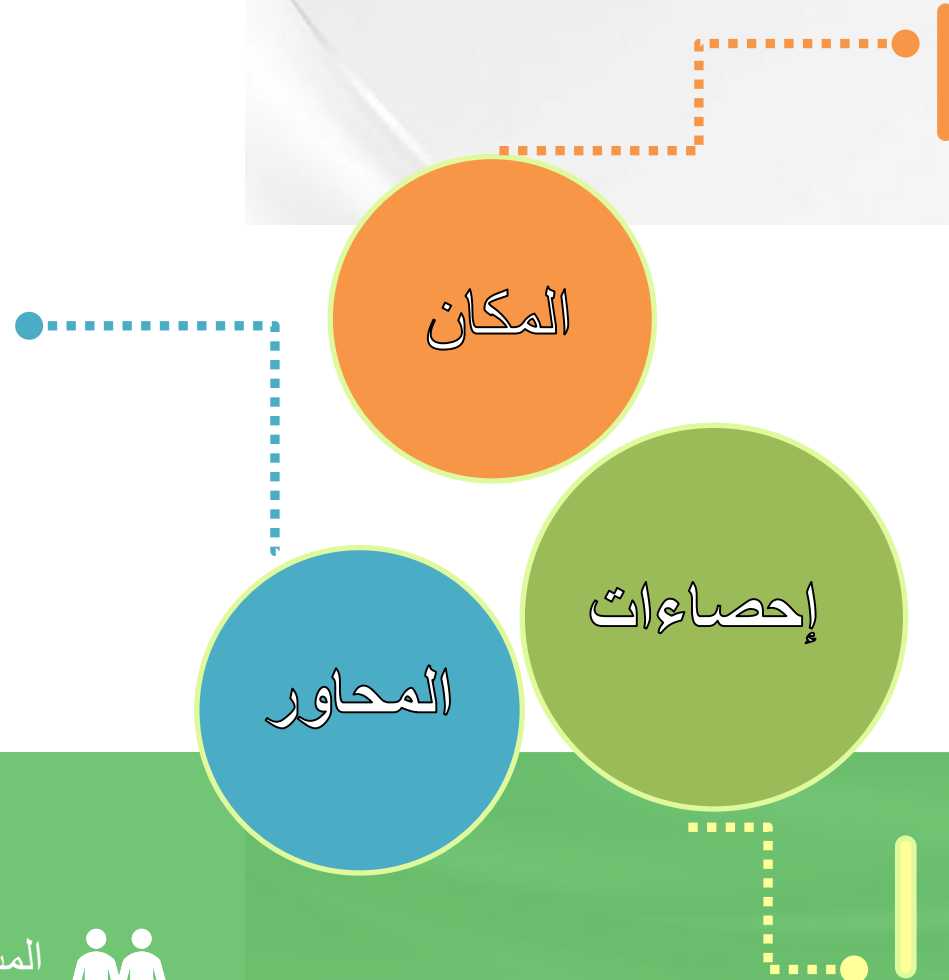 المكان
إحصاءات
المحاور